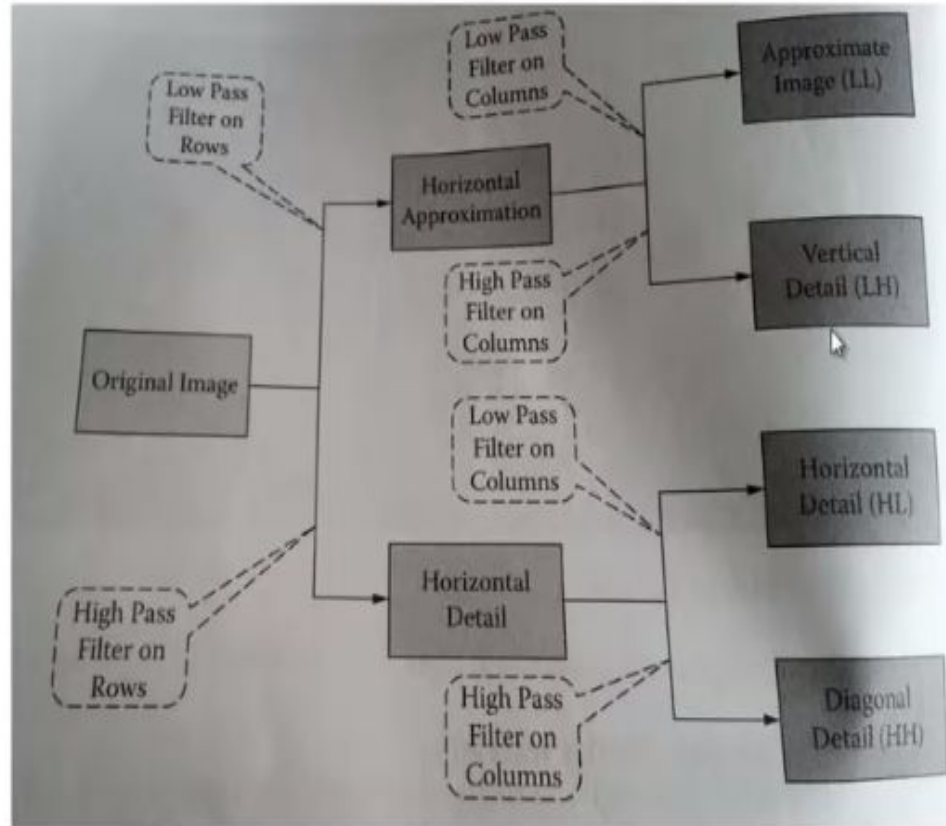 Low Pass
Filter on
Rows
Low Pass
Filter on
Columns
Approximate
Image (LL)
Horizontal
Approximation
High Pass
Filter on
Columns
Vertical
Detail (LH)
Original Image
Low Pass
Filter on
Columns
Horizontal
Detail (HL)
High Pass
Filter on
Rows
Horizontal
Detail
High Pass
Filter on
Columns
Diagonal
Detail (HH)